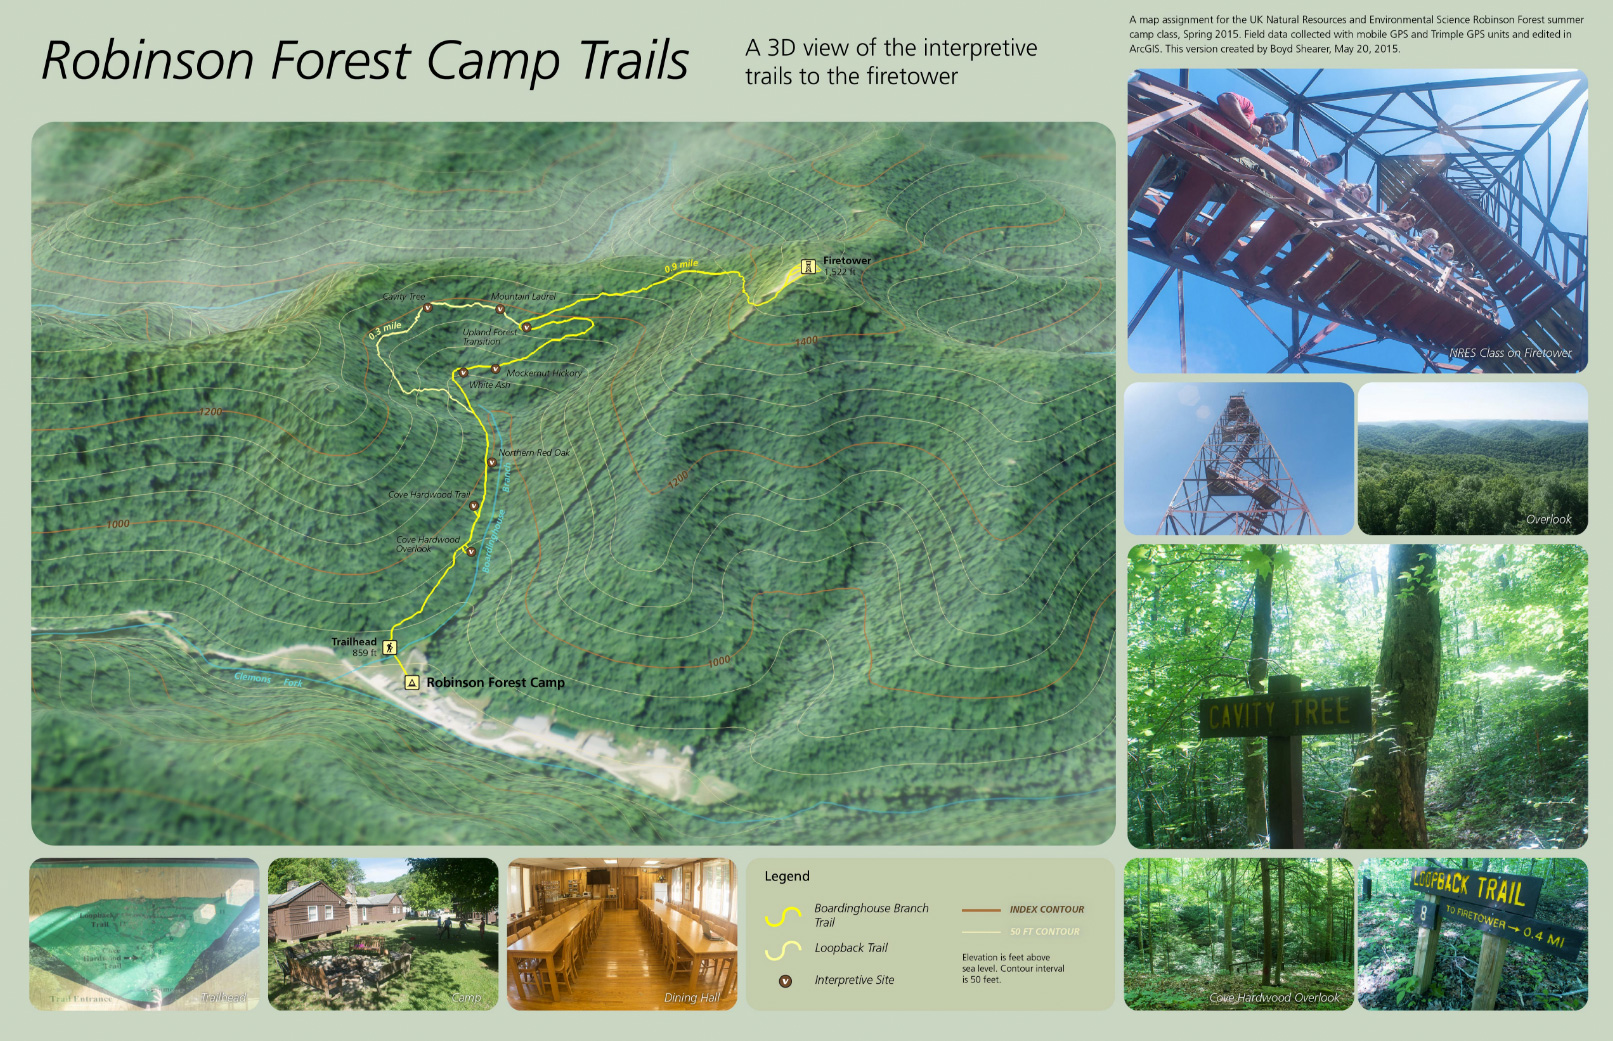 Robinson Forest Camp Trails
A 3D view of the interpretive
trails to the firetower
A map assignment for the UK Natural Resources and Environmental Science Robinson Forest summer
camp class, Spring 2015. Field data collected with mobile GPS and Trimple GPS units and edited in
ArcGIS. This version created by Boyd Shearer, May 20, 2015.
0.9 mile
Firetower
1,522 ft
Cavity Tree
Mountain Laurel
0.3 mile
Upland Forest
Transition
1400
Mockernut Hickory
White Ash
1200
Northern Red Oak
1200
Cove Hardwood Trail
Boardinghouse Branch
1000
Cove Hardwood
Overlook
Trailhead
859 ft
1000
Clemons Fork
Robinson Forest Camp
NRES Class on Firetower
Overlook
CAVITY TREE
Loopback
Trail
Trail
Trail Entrance
Trailhead
Camp
Dining Hall
Legend
Boardinghouse Branch
Trail
Loopback Trail
Interpretive Site
INDEX CONTOUR
50 FT CONTOUR
Elevation is feet above
sea level. Contour interval
is 50 feet.
Cove Hardwood Overlook
LOOPBACK TRAIL
8
TO FIRETOWER → 0.4 MI